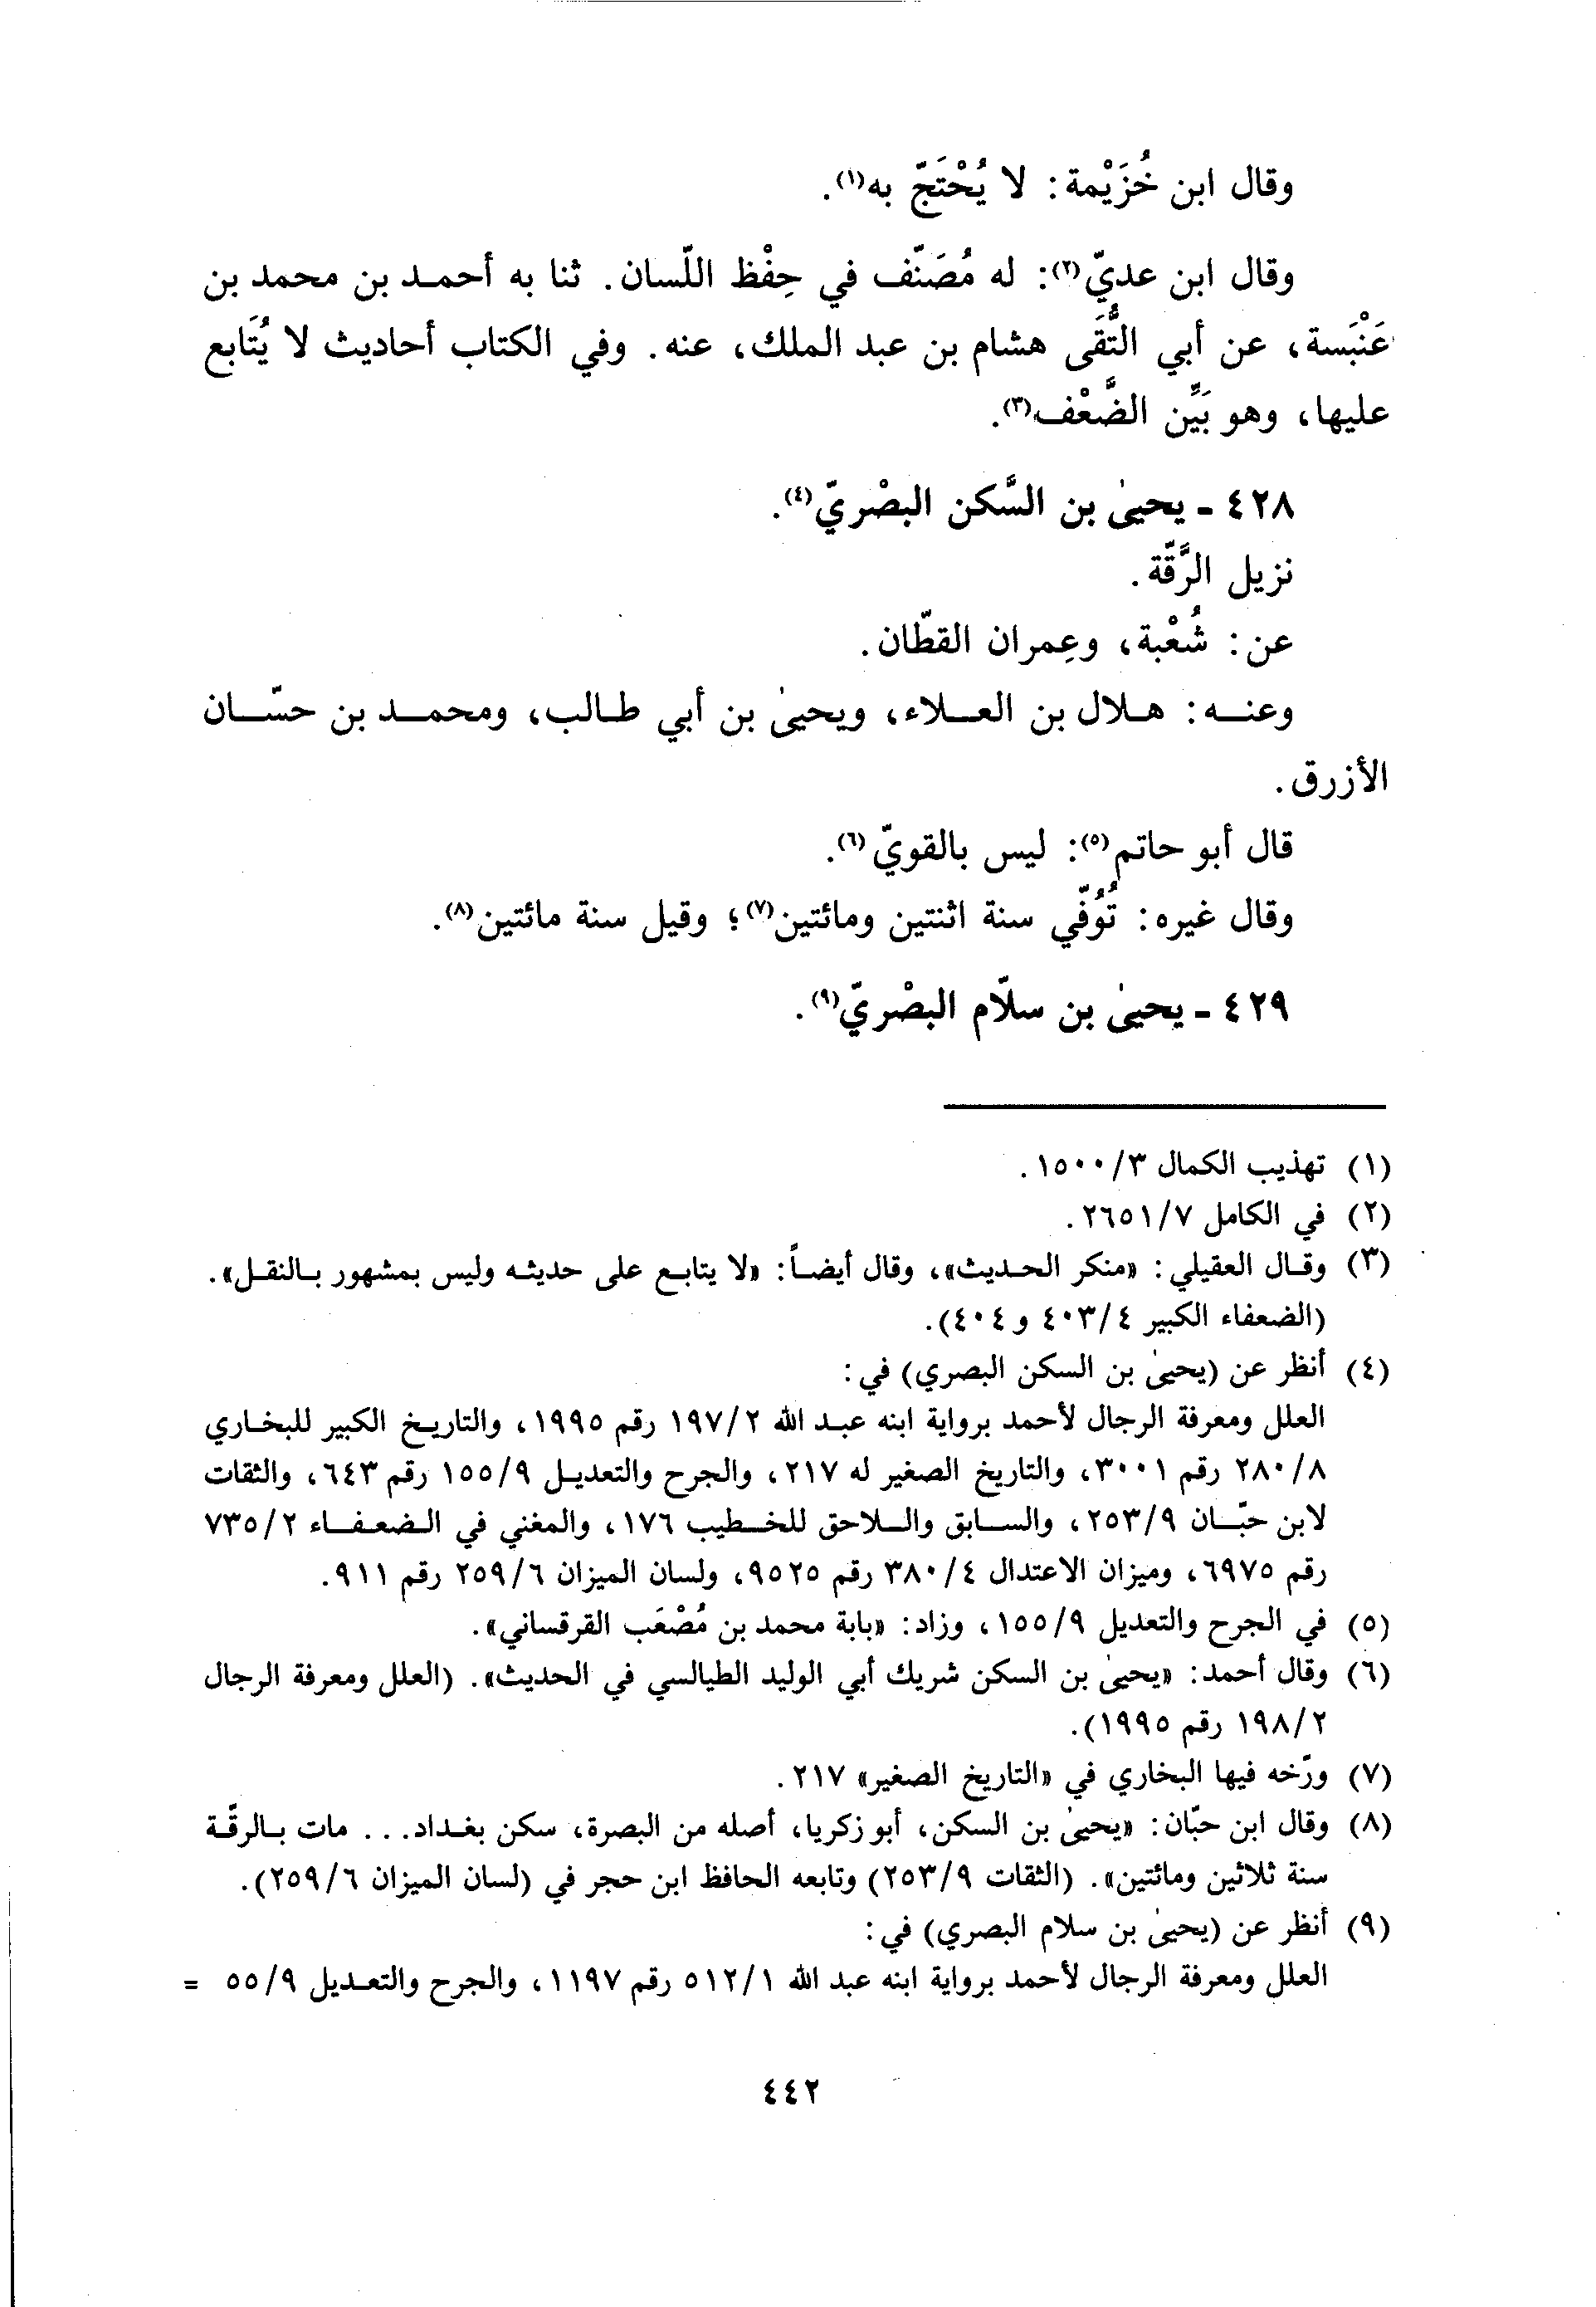 وقال ابن خُزَيْمة: لا يُحْتَجّ به(١).
وقال ابن عديّ(٢): له مُصَنّف في حِفْظ اللّسان. ثنا به أحمد بن محمد بن
عَنْبَسة، عن أبي التُّقَى هشام بن عبد الملك، عنه. وفي الكتاب أحاديث لا يُتَابع
عليها، وهو بَيِّن الضَّعْف(٣).
٤٢٨ - يحيىٰ بن السَّكن البصْريّ(٤).
نزيل الرَّقّة.
عن: شُعْبة، وعِمران القطّان.
وعنه: هلال بن العلاء، ويحيىٰ بن أبي طالب، ومحمد بن حسّان
الأزرق.
قال أبو حاتم(٥): ليس بالقويّ(٦).
وقال غيره: تُوُفّي سنة اثنتين ومائتين(٧)؛ وقيل سنة مائتين(٨).
٤٢٩ - يحيىٰ بن سلّام البصْريّ(٩).
(١) تهذيب الكمال ١٥٠٠/٣.
(٢) في الكامل ٢٦٥١/٧.
(٣) وقال العقيلي: «منكر الحديث»، وقال أيضاً: «لا يتابع على حديثه وليس بمشهور بالنقل».
(الضعفاء الكبير ٤٠٣/٤ و ٤٠٤).
(٤) أنظر عن (يحيىٰ بن السكن البصري) في:
العلل ومعرفة الرجال لأحمد برواية ابنه عبد الله ١٩٧/٢ رقم ١٩٩٥، والتاريخ الكبير للبخاري
٢٨٠/٨ رقم ٣٠٠١، والتاريخ الصغير له ٢١٧، والجرح والتعديل ١٥٥/٩ رقم ٦٤٣، والثقات
لابن حبّان ٢٥٣/٩، والسابق واللاحق للخطيب ١٧٦، والمغني في الضعفاء ٧٣٥/٢
رقم ٦٩٧٥، وميزان الاعتدال ٣٨٠/٤ رقم ٩٥٢٥، ولسان الميزان ٢٥٩/٦ رقم ٩١١.
(٥) في الجرح والتعديل ١٥٥/٩، وزاد: «بابة محمد بن مُصْعَب القرقساني».
(٦) وقال أحمد: «يحيىٰ بن السكن شريك أبي الوليد الطيالسي في الحديث». (العلل ومعرفة الرجال
١٩٨/٢ رقم ١٩٩٥).
(٧) ورّخه فيها البخاري في «التاريخ الصغير» ٢١٧.
(٨) وقال ابن حبّان: «يحيىٰ بن السكن، أبو زكريا، أصله من البصرة، سكن بغداد... مات بالرقّة
سنة ثلاثين ومائتين». (الثقات ٢٥٣/٩) وتابعه الحافظ ابن حجر في (لسان الميزان ٢٥٩/٦).
(٩) أنظر عن (يحيىٰ بن سلام البصري) في:
العلل ومعرفة الرجال لأحمد برواية ابنه عبد الله ٥١٢/١ رقم ١١٩٧، والجرح والتعديل ٥٥/٩ =
٤٤٢